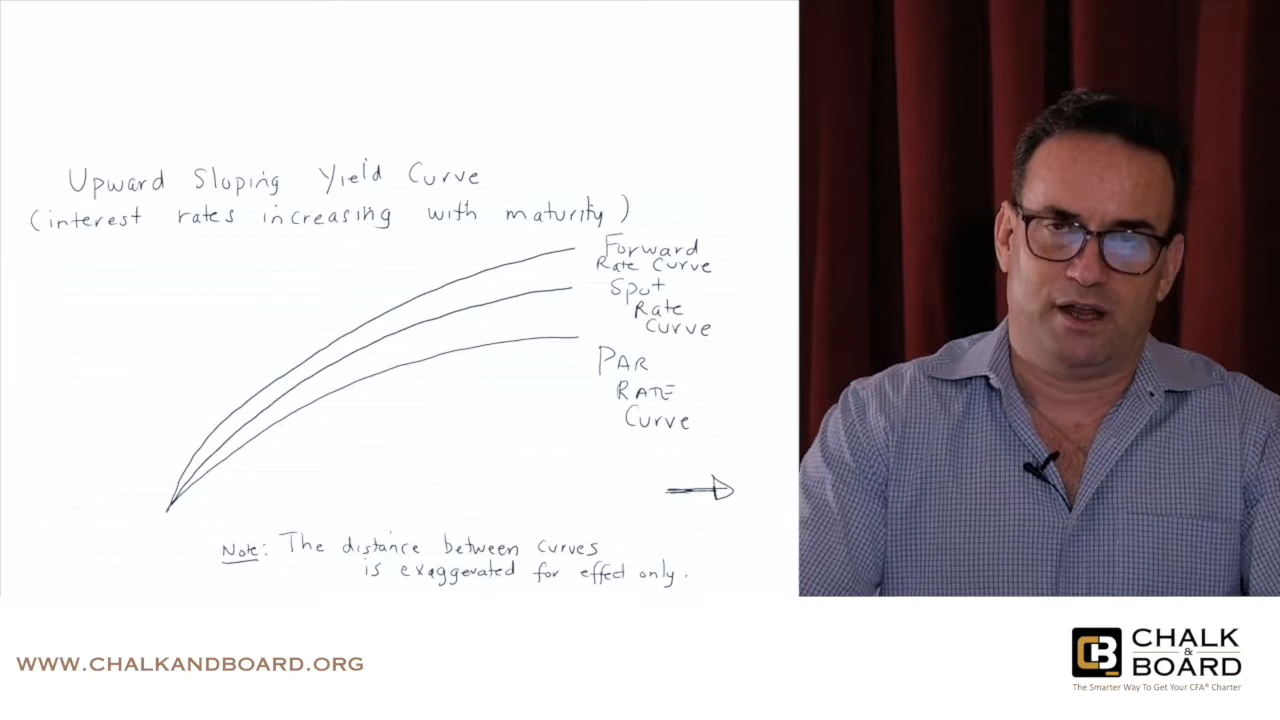 Upward Sloping Yield Curve
(interest rates increasing with maturity)
Forward
Rate Curve
Spot
Rate
Curve
PAR
RATE
Curve
Note: The distance between curves
is exaggerated for effect only.
WWW.CHALKANDBOARD.ORG
CB
CHALK
&
BOARD
The Smarter Way To Get Your CFA® Charter